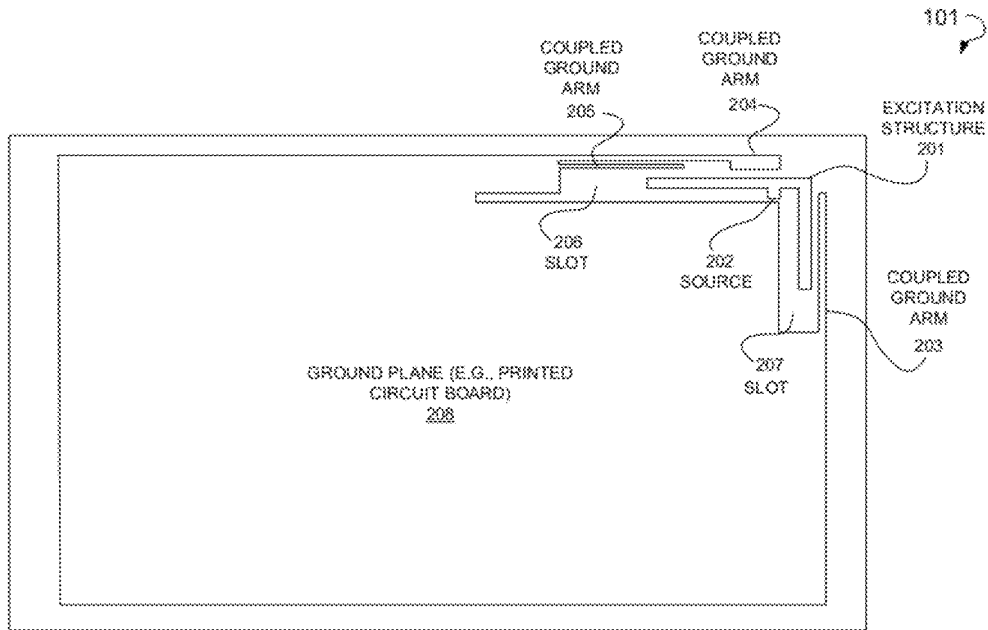 101
COUPLED
GROUND
ARM
205
COUPLED
GROUND
ARM
204
EXCITATION
STRUCTURE
201
206
SLOT
202
SOURCE
COUPLED
GROUND
ARM
203
207
SLOT
GROUND PLANE (E.G., PRINTED
CIRCUIT BOARD)
208